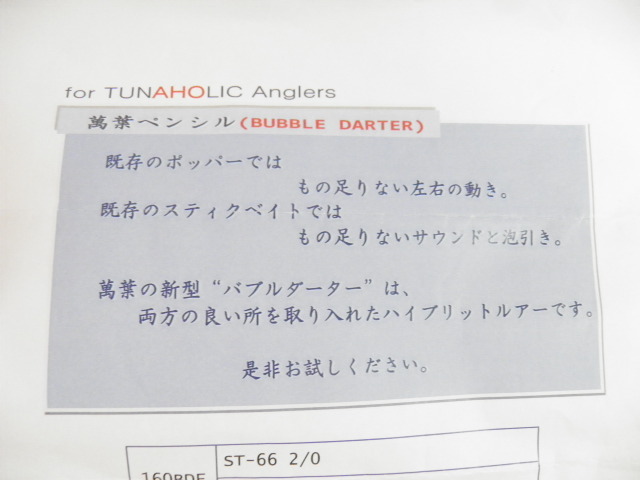 for TUNAHOLIC Anglers
萬葉ペンシル(BUBBLE DARTER)
既存のポッパーでは
もの足りない左右の動き。
既存のスティクベイトでは
もの足りないサウンドと泡引き。
萬葉の新型“バブルダーター”は、
両方の良い所を取り入れたハイブリットルアーです。
是非お試しください。
ST-66 2/0
160BDF